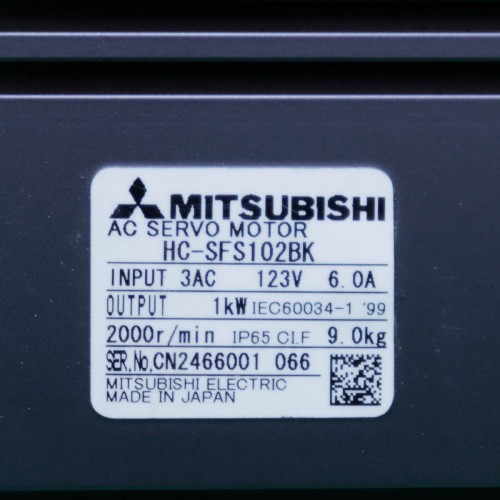 MITSUBISHI
AC SERVO MOTOR
HC-SFS102BK
INPUT 3AC 123V 6.0A
OUTPUT 1kW IEC60034-1 '99
2000r/min IP65 CI.F 9.0kg
SER.No.CN2466001 066
MITSUBISHI ELECTRIC
MADE IN JAPAN